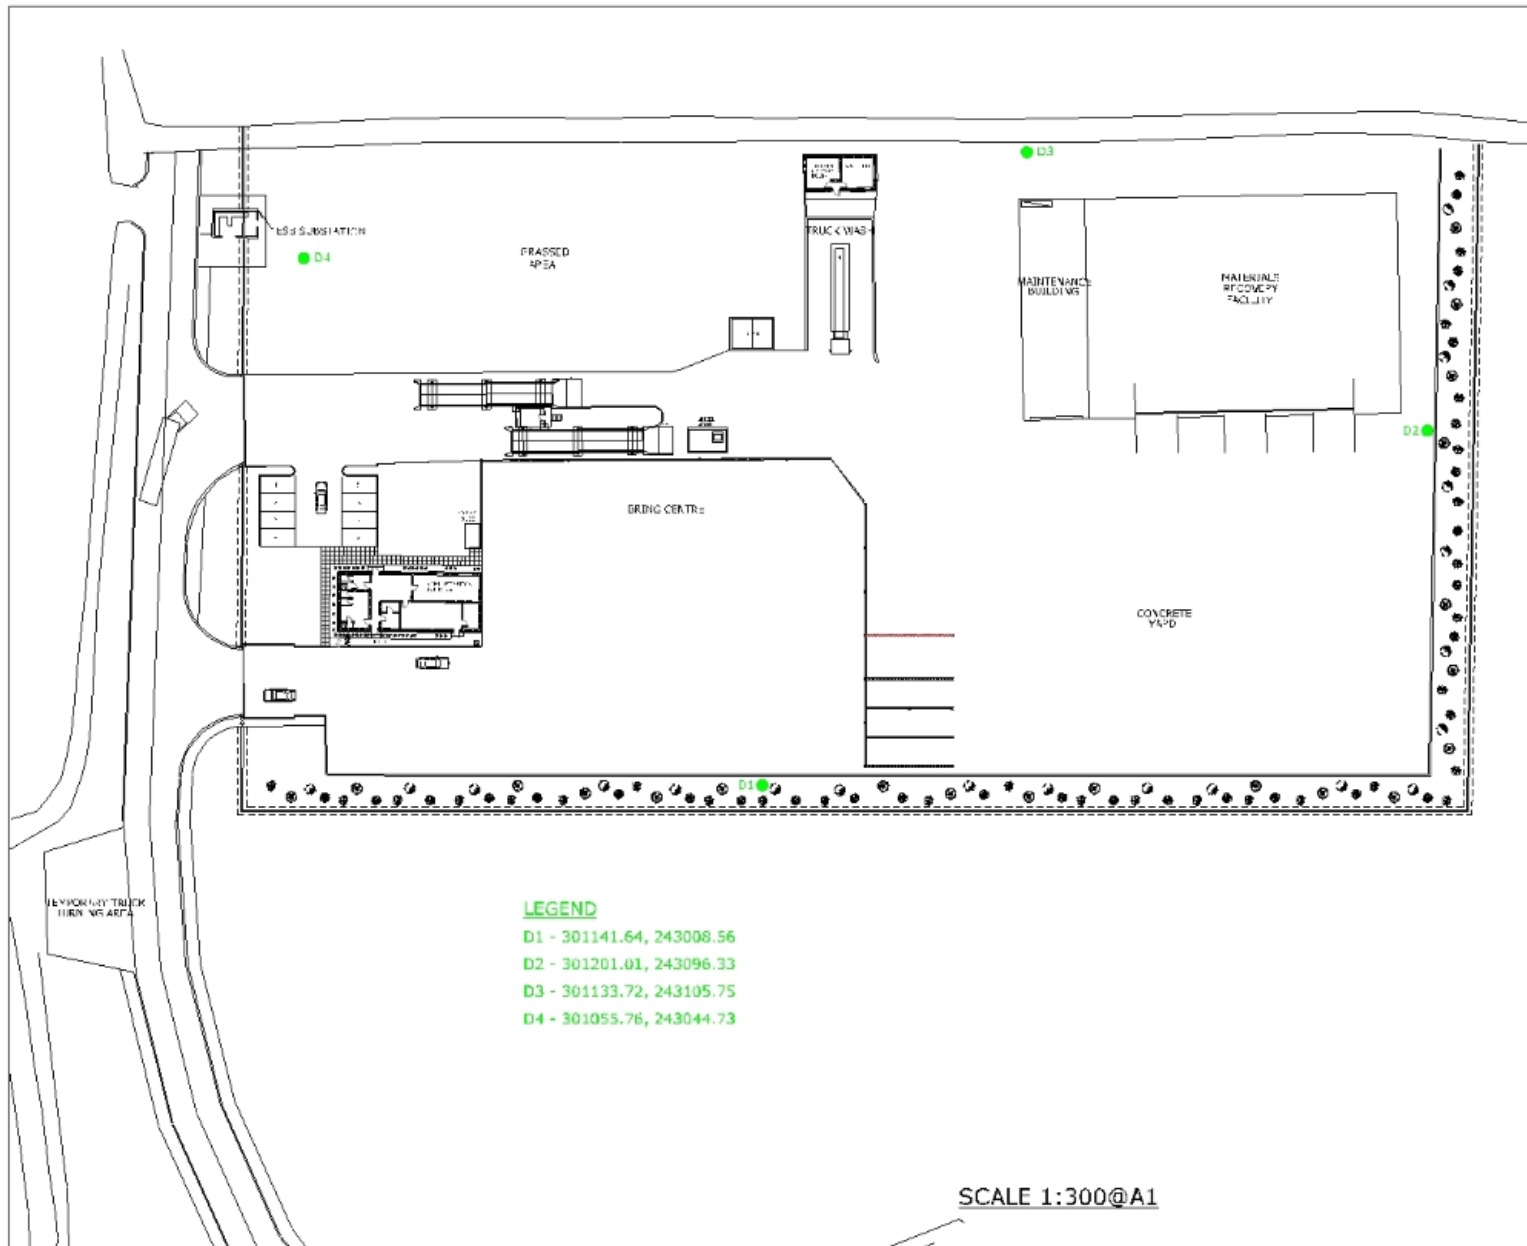 D3
TRUCK WASH
ESB SUBSTATION
D4
GRASSED
AREA
MAINTENANCE
BUILDING
MATERIALS
RECOVERY
FACILITY
D2
BRING CENTRE
CONCRETE
YARD
D1
TEMPORARY TRUCK
TURNING AREA
LEGEND
D1 - 301141.64, 243008.56
D2 - 301201.01, 243096.33
D3 - 301133.72, 243105.75
D4 - 301055.76, 243044.73
SCALE 1:300@A1